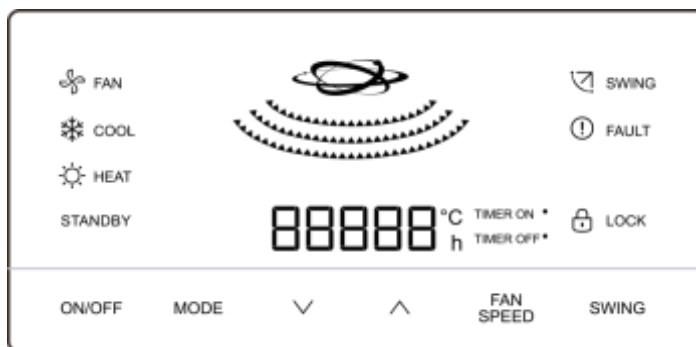 FAN
SWING
COOL
FAULT
HEAT
STANDBY
88888 °C TIMER ON
h TIMER OFF
LOCK
ON/OFF
MODE
FAN
SPEED
SWING